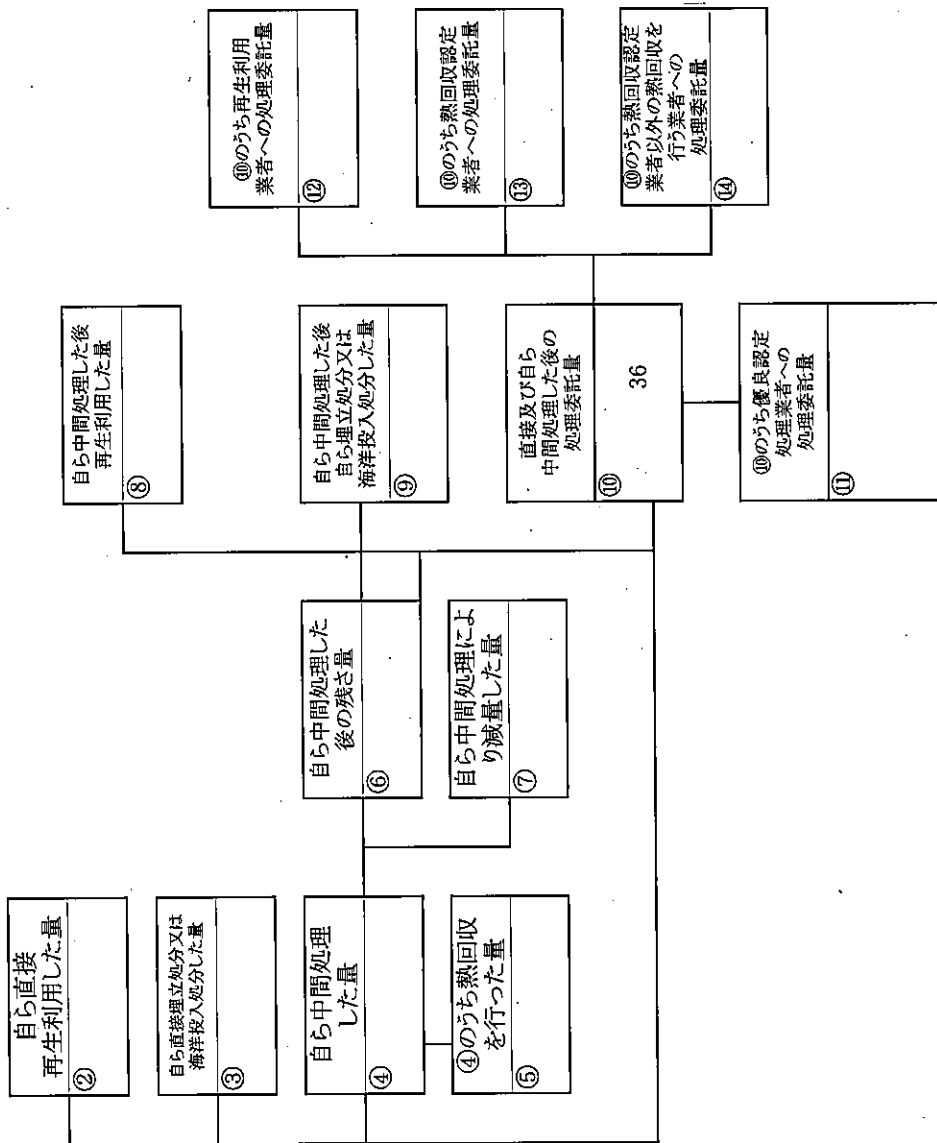 自ら直接
再生利用した量
②
自ら直接埋立処分又は
海洋投入処分した量
③
自ら中間処理
した量
④
④のうち熱回収
を行った量
⑤
自ら中間処理した
後の残さ量
⑥
自ら中間処理によ
り減量した量
⑦
自ら中間処理した後
再生利用した量
⑧
自ら中間処理した後
自ら埋立処分又は
海洋投入処分した量
⑨
直接及び自ら
中間処理した後の
処理委託量
⑩
36
⑩のうち優良認定
処理業者への
処理委託量
⑪
⑩のうち再生利用
業者への処理委託量
⑫
⑩のうち熱回収認定
業者への処理委託量
⑬
⑩のうち熱回収認定
業者以外の熱回収を
行う業者への
処理委託量
⑭